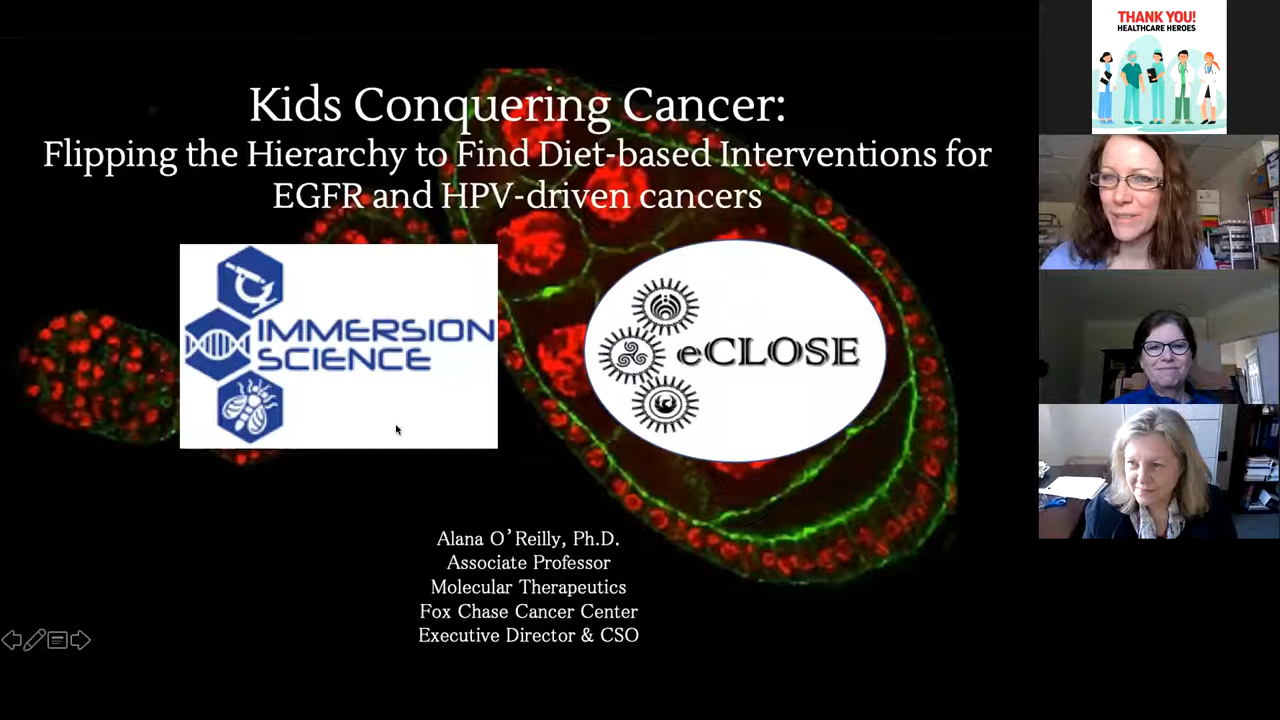 Kids Conquering Cancer:
Flipping the Hierarchy to Find Diet-based Interventions for
EGFR and HPV-driven cancers
IMMERSION
SCIENCE
eCLOSE
Alana O'Reilly, Ph.D.
Associate Professor
Molecular Therapeutics
Fox Chase Cancer Center
Executive Director & CSO
THANK YOU!
HEALTHCARE HEROES